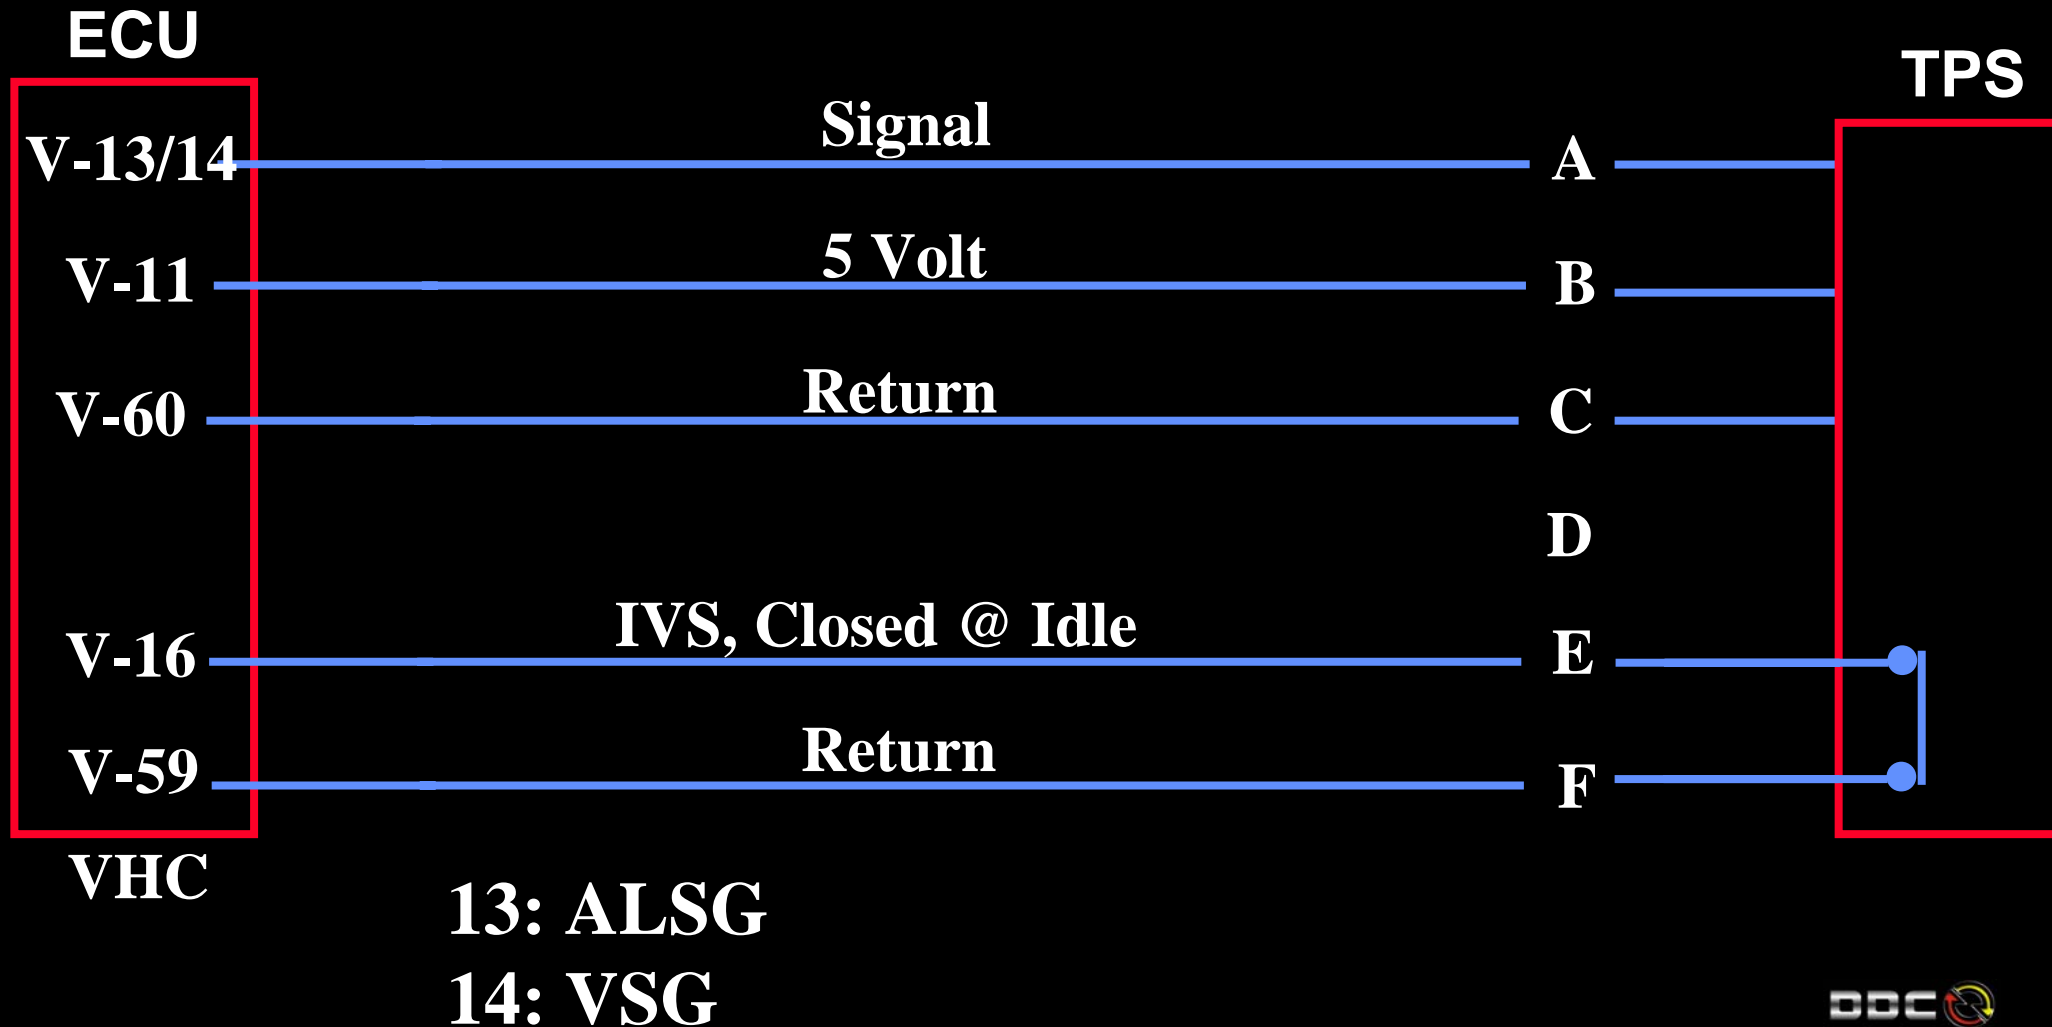 ECU
TPS
Signal
V-13/14
A
5 Volt
V-11
B
Return
V-60
C
D
IVS, Closed @ Idle
V-16
E
Return
V-59
F
VHC
13: ALSG
14: VSG
DDC